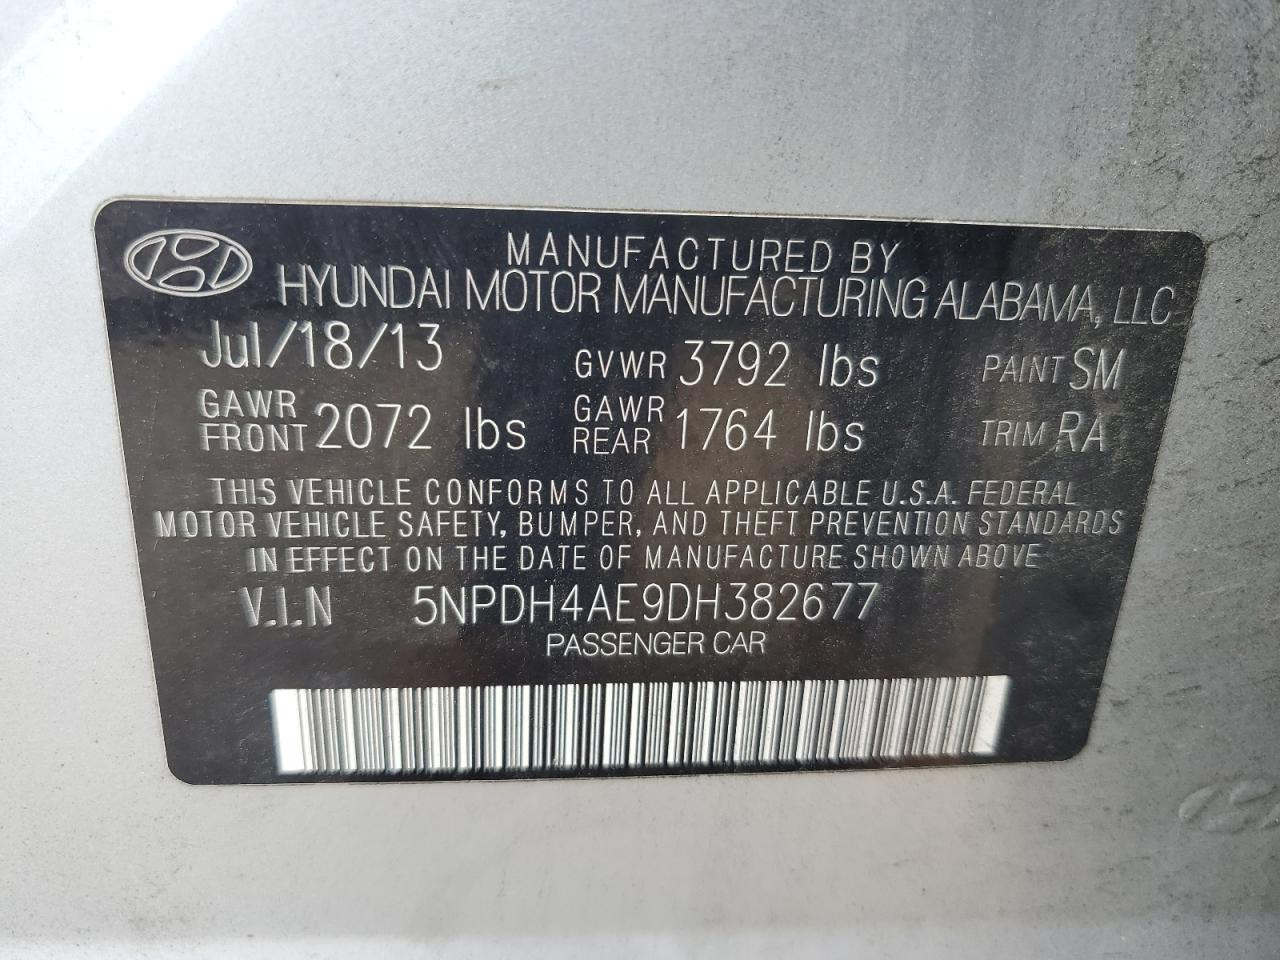 MANUFACTURED BY
HYUNDAI MOTOR MANUFACTURING ALABAMA, LLC
Jul/18/13 GVWR 3792 lbs PAINT SM
GAWR FRONT 2072 lbs GAWR REAR 1764 lbs TRIM RA
THIS VEHICLE CONFORMS TO ALL APPLICABLE U.S.A. FEDERAL
MOTOR VEHICLE SAFETY, BUMPER, AND THEFT PREVENTION STANDARDS
IN EFFECT ON THE DATE OF MANUFACTURE SHOWN ABOVE
V.I.N 5NPDH4AE9DH382677
PASSENGER CAR